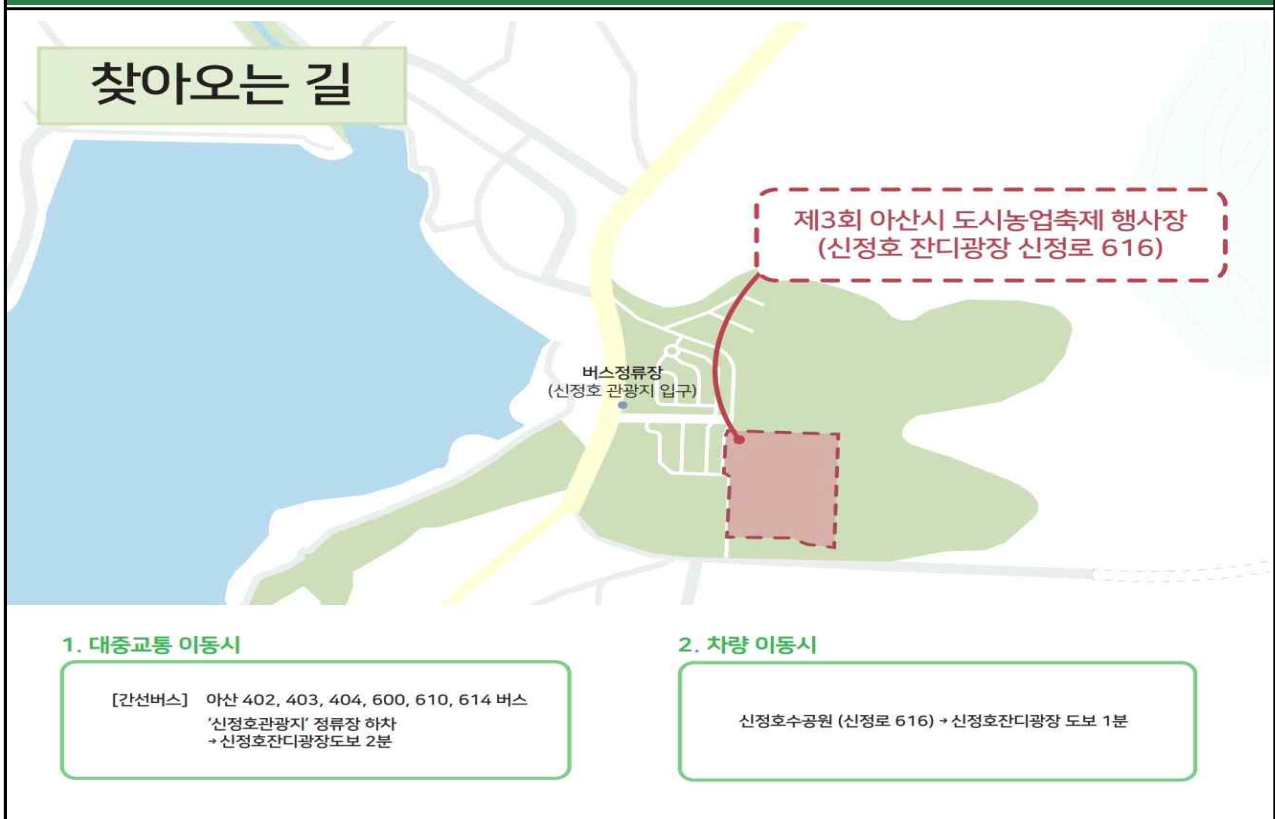 찾아오는 길
제3회 아산시 도시농업축제 행사장
(신정호 잔디광장 신정로 616)
버스정류장
(신정호 관광지 입구)
1. 대중교통 이동시
[간선버스] 아산 402, 403, 404, 600, 610, 614 버스
'신정호관광지' 정류장 하차
→신정호잔디광장도보 2분
2. 차량 이동시
신정호수공원 (신정로 616) →신정호잔디광장 도보 1분